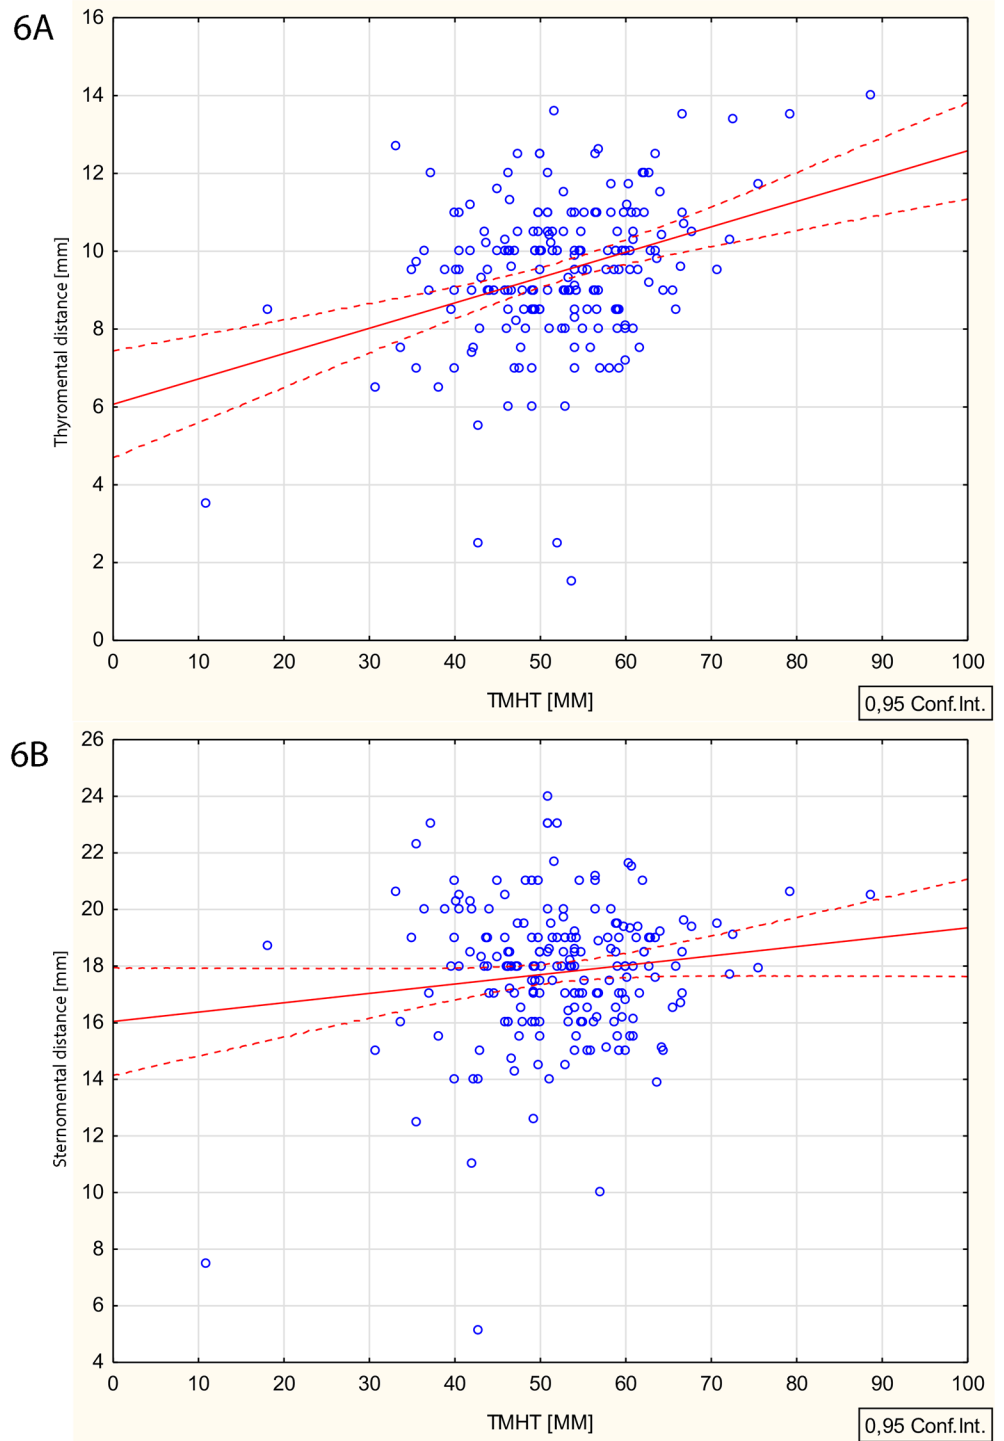 6A
16
14
12
10
8
6
4
2
0
Thyromental distance [mm]
0 10 20 30 40 50 60 70 80 90 100
TMHT [MM]
0,95 Conf.Int.
6B
26
24
22
20
18
16
14
12
10
8
6
4
Sternomental distance [mm]
0 10 20 30 40 50 60 70 80 90 100
TMHT [MM]
0,95 Conf.Int.